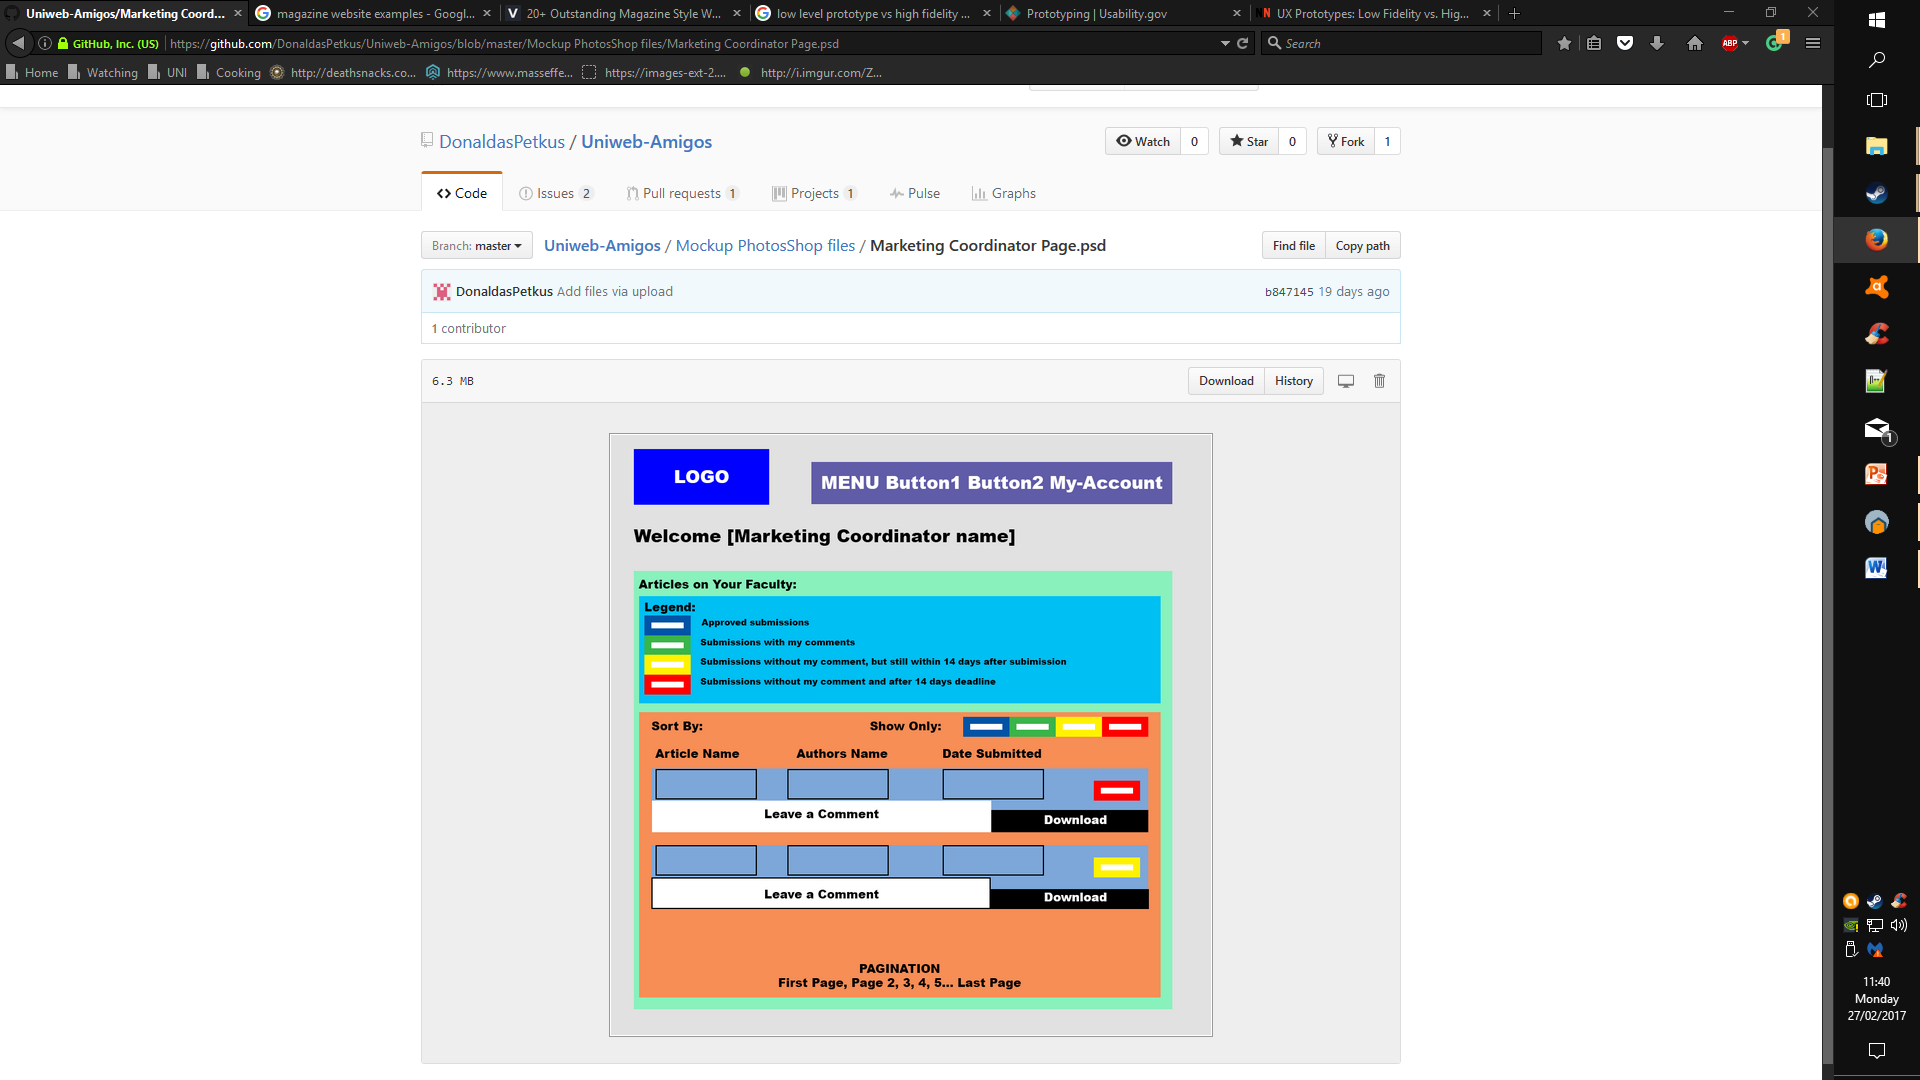 Uniweb-Amigos/Marketing Coord...
magazine website examples - Googl...
20+ Outstanding Magazine Style W...
low level prototype vs high fidelity ...
Prototyping | Usability.gov
UX Prototypes: Low Fidelity vs. Hig...
GitHub, Inc. (US)
https://github.com/DonaldasPetkus/Uniweb-Amigos/blob/master/Mockup PhotosShop files/Marketing Coordinator Page.psd
Search
ABP
1
Home
Watching
UNI
Cooking
http://deathsnacks.co...
https://www.masseffe...
https://images-ext-2....
http://i.imgur.com/Z...
DonaldasPetkus / Uniweb-Amigos
Watch 0
Star 0
Fork 1
Code
Issues 2
Pull requests 1
Projects 1
Pulse
Graphs
Branch: master
Uniweb-Amigos / Mockup PhotosShop files / Marketing Coordinator Page.psd
Find file
Copy path
DonaldasPetkus Add files via upload
b847145 19 days ago
1 contributor
6.3 MB
Download
History
LOGO
MENU Button1 Button2 My-Account
Welcome [Marketing Coordinator name]
Articles on Your Faculty:
Legend:
Approved submissions
Submissions with my comments
Submissions without my comment, but still within 14 days after subimission
Submissions without my comment and after 14 days deadline
Sort By:
Show Only:
Article Name
Authors Name
Date Submitted
Leave a Comment
Download
Leave a Comment
Download
PAGINATION
First Page, Page 2, 3, 4, 5... Last Page
1
11:40
Monday
27/02/2017